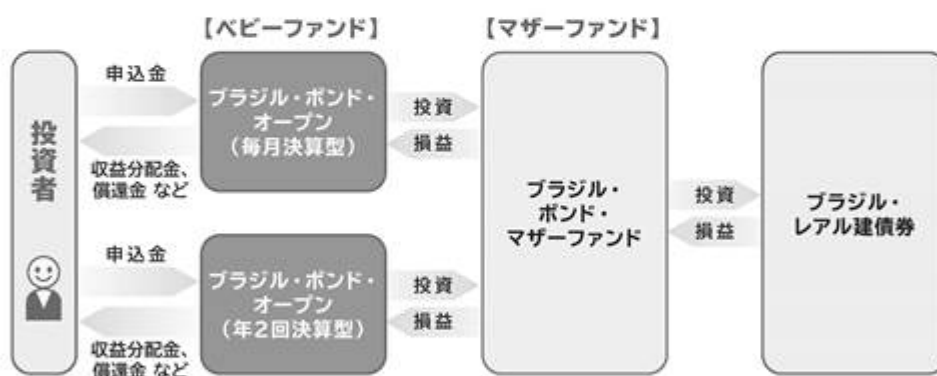 【ベビーファンド】
【マザーファンド】
投資者
申込金
収益分配金、
償還金 など
ブラジル・ボンド・
オープン
（毎月決算型）
投資
損益
申込金
収益分配金、
償還金 など
ブラジル・ボンド・
オープン
（年2回決算型）
投資
損益
ブラジル・
ボンド・
マザーファンド
投資
損益
ブラジル・
レアル建債券